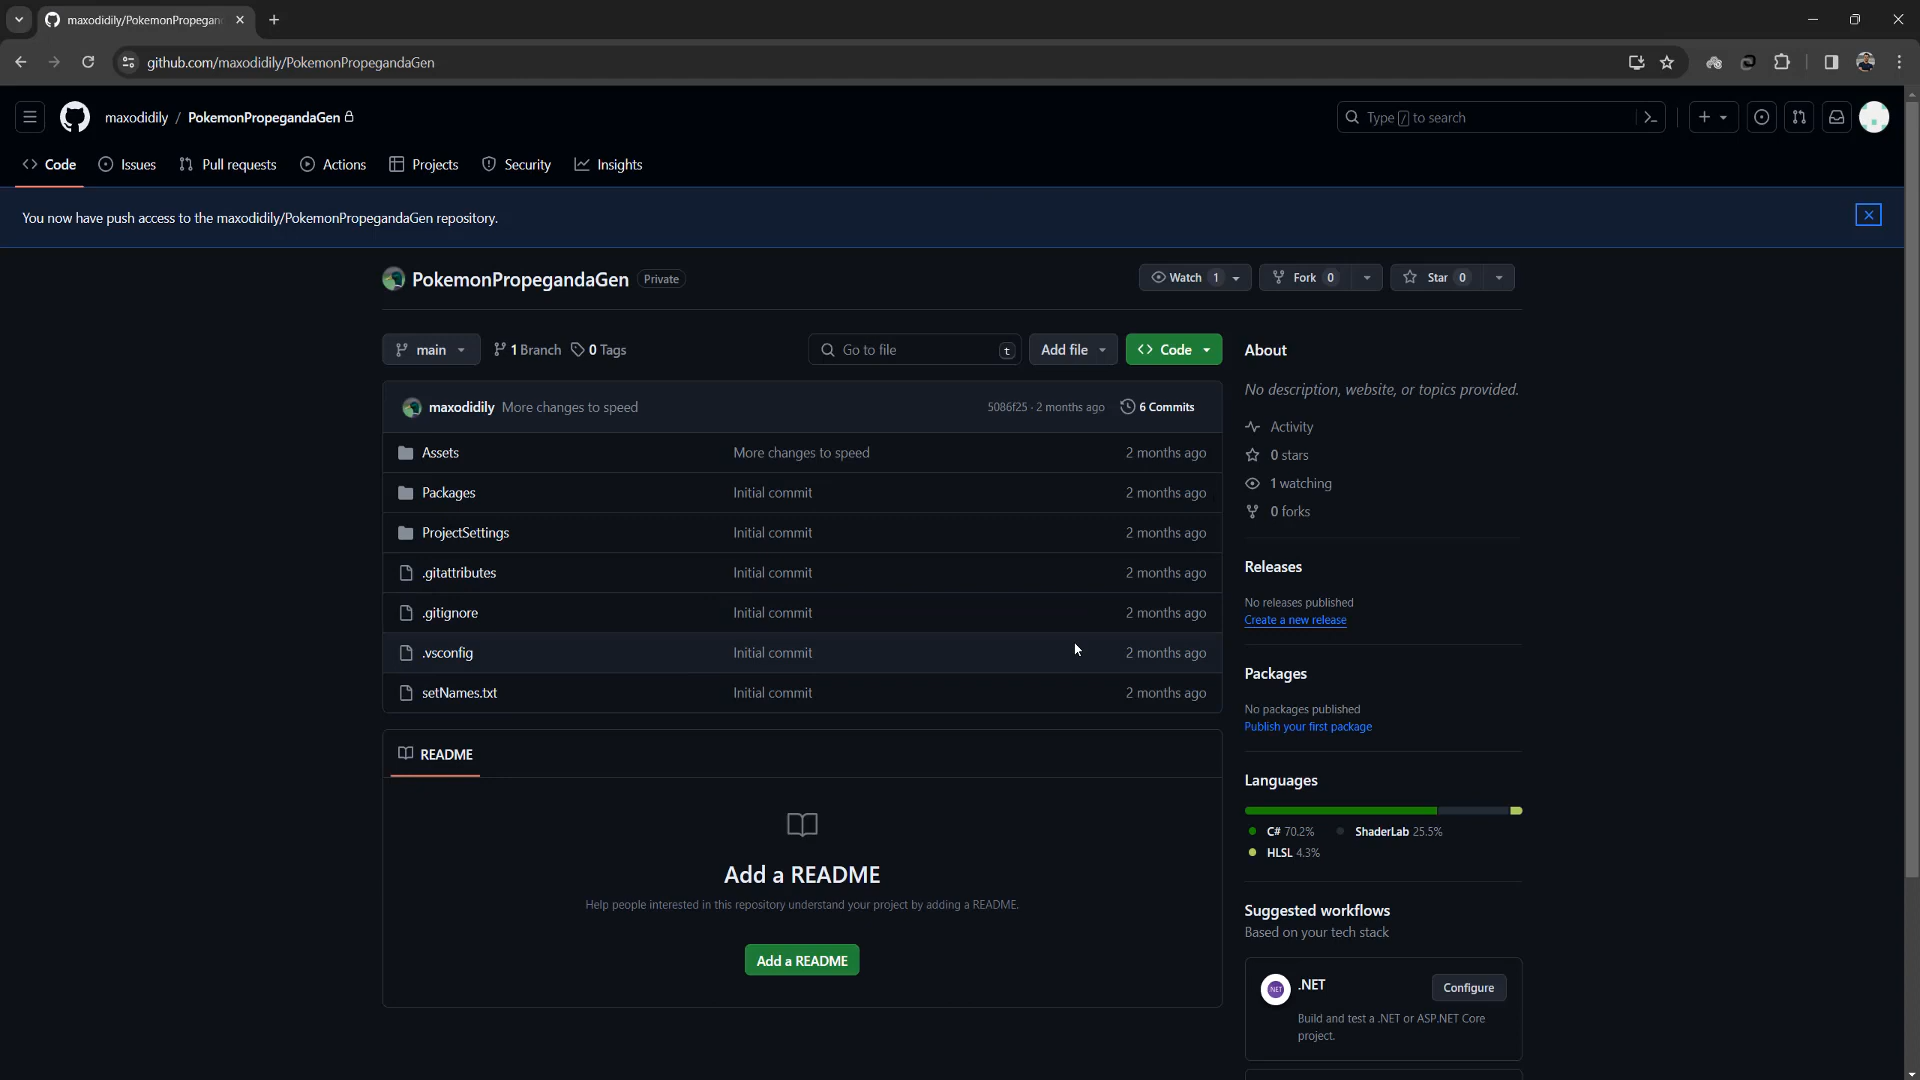 maxodidily/PokemonPropegan
github.com/maxodidily/PokemonPropegandaGen
maxodidily / PokemonPropegandaGen
Type / to search
Code
Issues
Pull requests
Actions
Projects
Security
Insights
You now have push access to the maxodidily/PokemonPropegandaGen repository.
PokemonPropegandaGen Private
Watch 1
Fork 0
Star 0
main
1 Branch
0 Tags
Go to file t
Add file
Code
maxodidily More changes to speed 5086f25 · 2 months ago 6 Commits
Assets More changes to speed 2 months ago
Packages Initial commit 2 months ago
ProjectSettings Initial commit 2 months ago
.gitattributes Initial commit 2 months ago
.gitignore Initial commit 2 months ago
.vsconfig Initial commit 2 months ago
setNames.txt Initial commit 2 months ago
README
Add a README
Help people interested in this repository understand your project by adding a README.
Add a README
About
No description, website, or topics provided.
Activity
0 stars
1 watching
0 forks
Releases
No releases published
Create a new release
Packages
No packages published
Publish your first package
Languages
C# 70.2% ShaderLab 25.5%
HLSL 4.3%
Suggested workflows
Based on your tech stack
.NET .NET Configure
Build and test a .NET or ASP.NET Core
project.